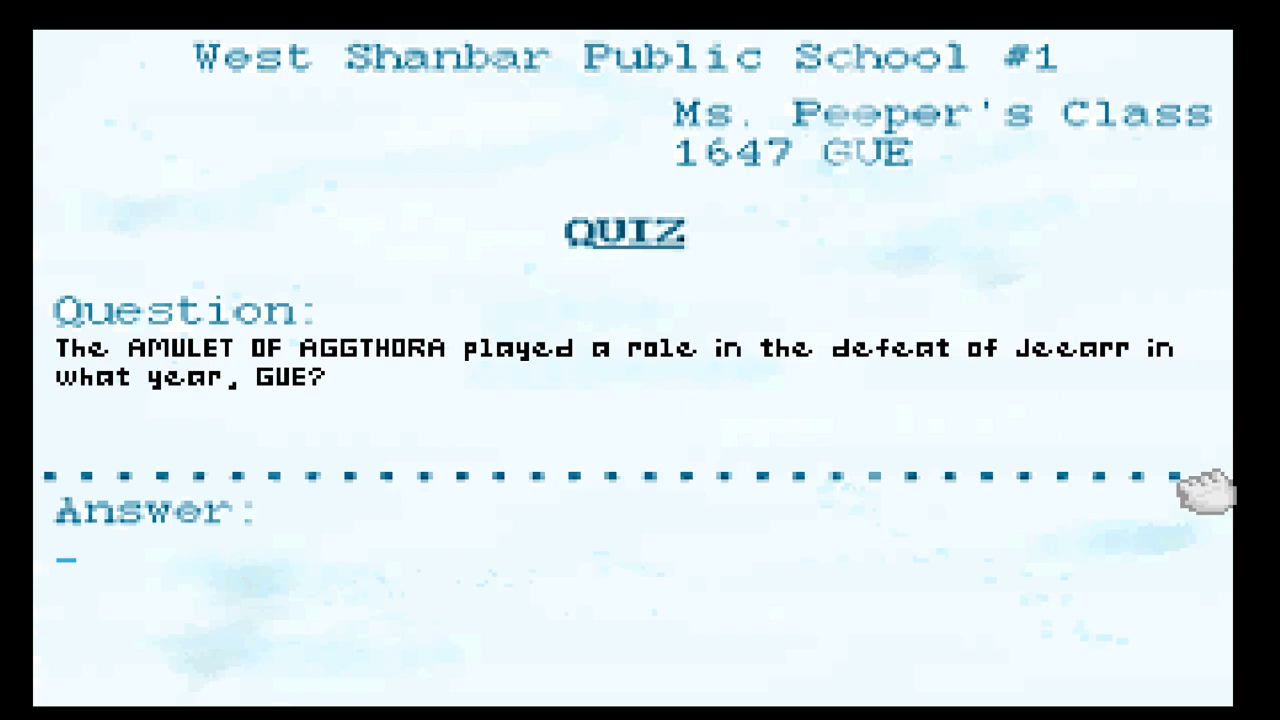 West Shanbar Public School #1
Ms. Peeper's Class
1647 GUE
QUIZ
Question:
The AMULET OF AGGTHORA played a role in the defeat of Jeearr in
what year, GUE?
Answer: